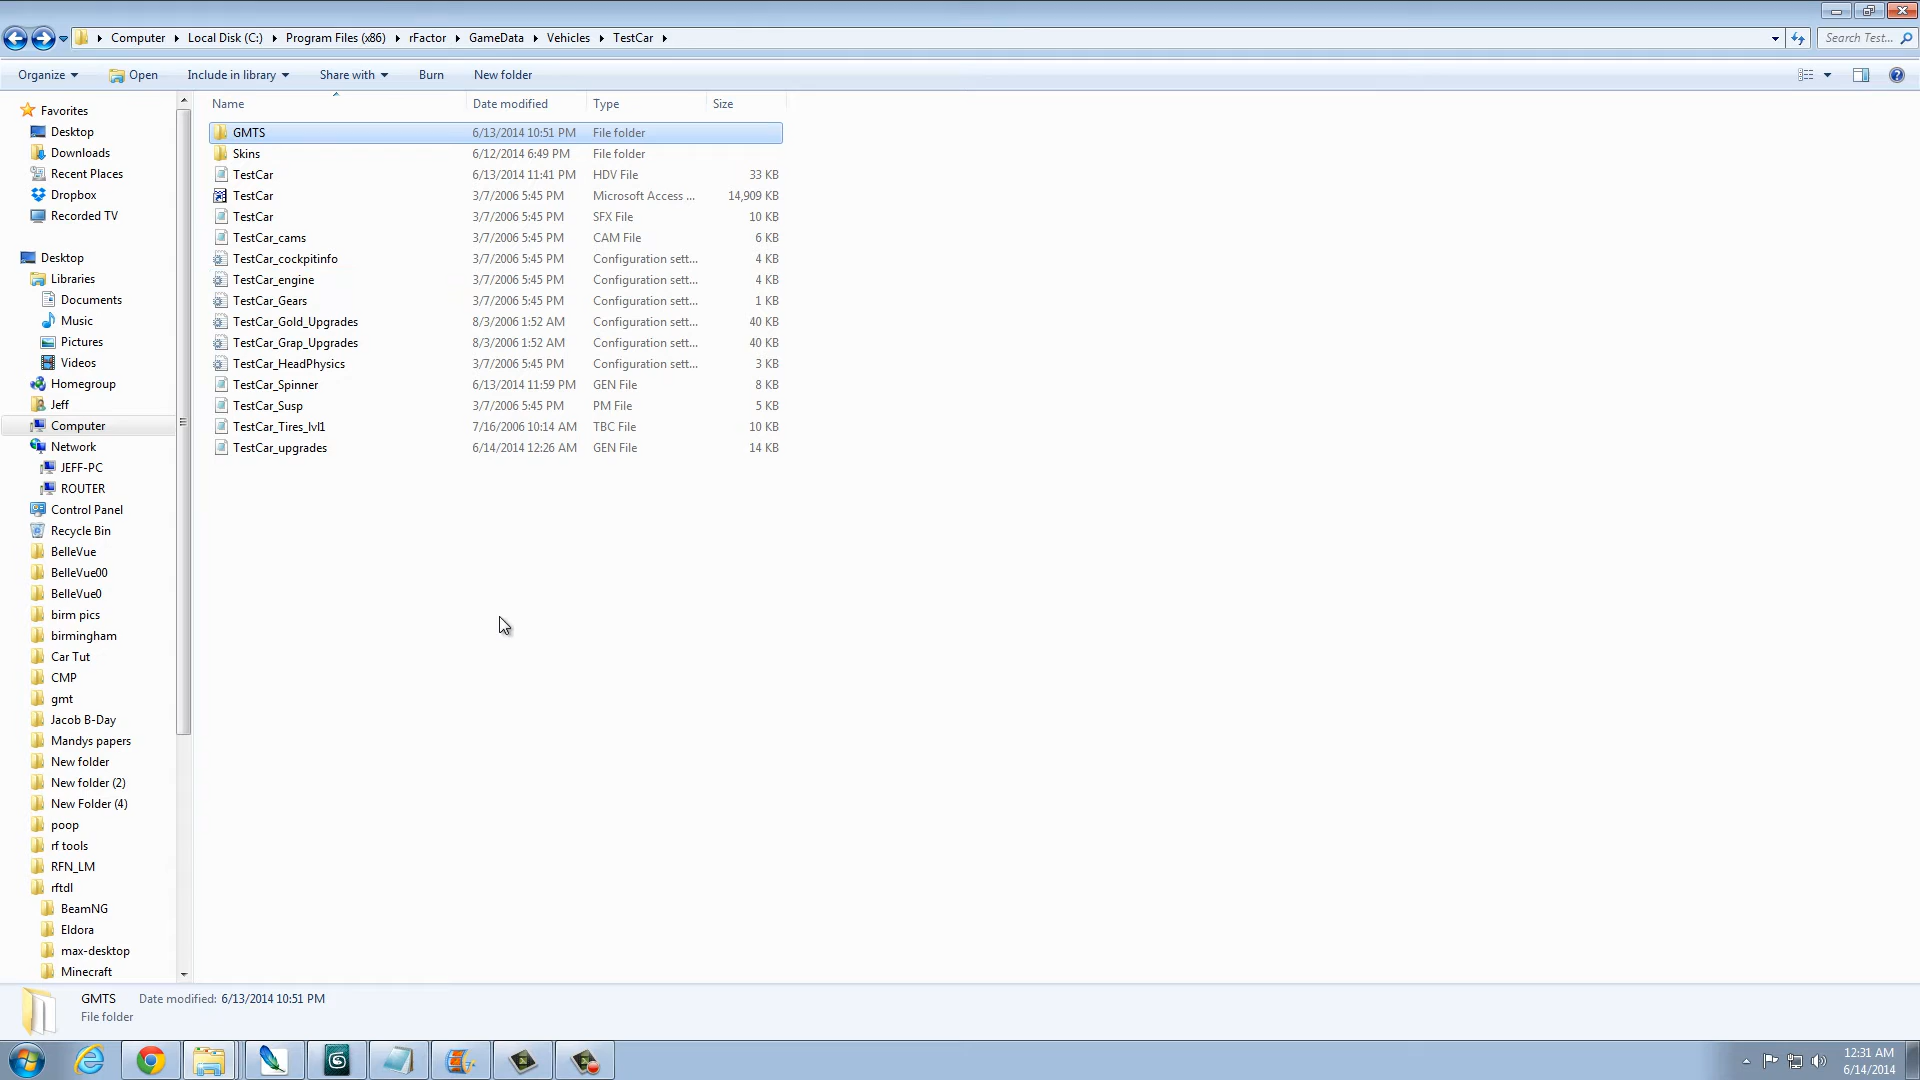 Computer Local Disk (C:) Program Files (x86) rFactor GameData Vehicles TestCar Search Test...
Organize Open Include in library Share with Burn New folder
Name Date modified Type Size
GMTS 6/13/2014 10:51 PM File folder
Skins 6/12/2014 6:49 PM File folder
TestCar 6/13/2014 11:41 PM HDV File 33 KB
TestCar 3/7/2006 5:45 PM Microsoft Access ... 14,909 KB
TestCar 3/7/2006 5:45 PM SFX File 10 KB
TestCar_cams 3/7/2006 5:45 PM CAM File 6 KB
TestCar_cockpitinfo 3/7/2006 5:45 PM Configuration sett... 4 KB
TestCar_engine 3/7/2006 5:45 PM Configuration sett... 4 KB
TestCar_Gears 3/7/2006 5:45 PM Configuration sett... 1 KB
TestCar_Gold_Upgrades 8/3/2006 1:52 AM Configuration sett... 40 KB
TestCar_Grap_Upgrades 8/3/2006 1:52 AM Configuration sett... 40 KB
TestCar_HeadPhysics 3/7/2006 5:45 PM Configuration sett... 3 KB
TestCar_Spinner 6/13/2014 11:59 PM GEN File 8 KB
TestCar_Susp 3/7/2006 5:45 PM PM File 5 KB
TestCar_Tires_lvl1 7/16/2006 10:14 AM TBC File 10 KB
TestCar_upgrades 6/14/2014 12:26 AM GEN File 14 KB
Favorites
Desktop
Downloads
Recent Places
Dropbox
Recorded TV
Desktop
Libraries
Documents
Music
Pictures
Videos
Homegroup
Jeff
Computer
Network
JEFF-PC
ROUTER
Control Panel
Recycle Bin
BelleVue
BelleVue00
BelleVue0
birm pics
birmingham
Car Tut
CMP
gmt
Jacob B-Day
Mandys papers
New folder
New folder (2)
New Folder (4)
poop
rf tools
RFN_LM
rftdl
BeamNG
Eldora
max-desktop
Minecraft
GMTS Date modified: 6/13/2014 10:51 PM
File folder
12:31 AM
6/14/2014